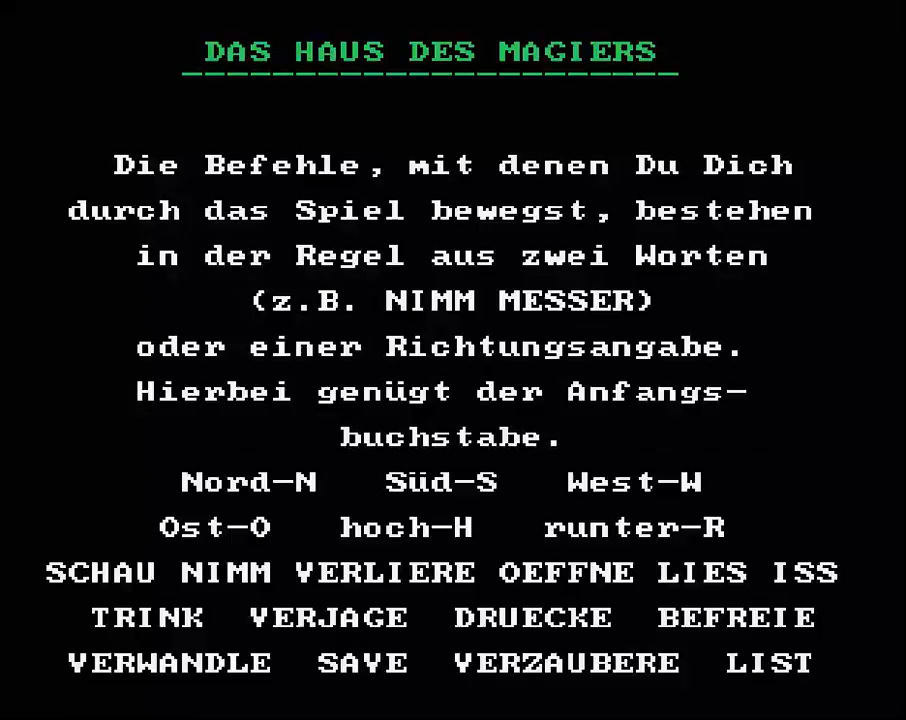 DAS HAUS DES MAGIERS
Die Befehle, mit denen Du Dich
durch das Spiel bewegst, bestehen
in der Regel aus zwei Worten
(z.B. NIMM MESSER)
oder einer Richtungsangabe.
Hierbei genügt der Anfangs-
buchstabe.
Nord-N Süd-S West-W
Ost-O hoch-H runter-R
SCHAU NIMM VERLIERE OEFFNE LIES ISS
TRINK VERJAGE DRUECKE BEFREIE
VERWANDLE SAVE VERZAUBERE LIST